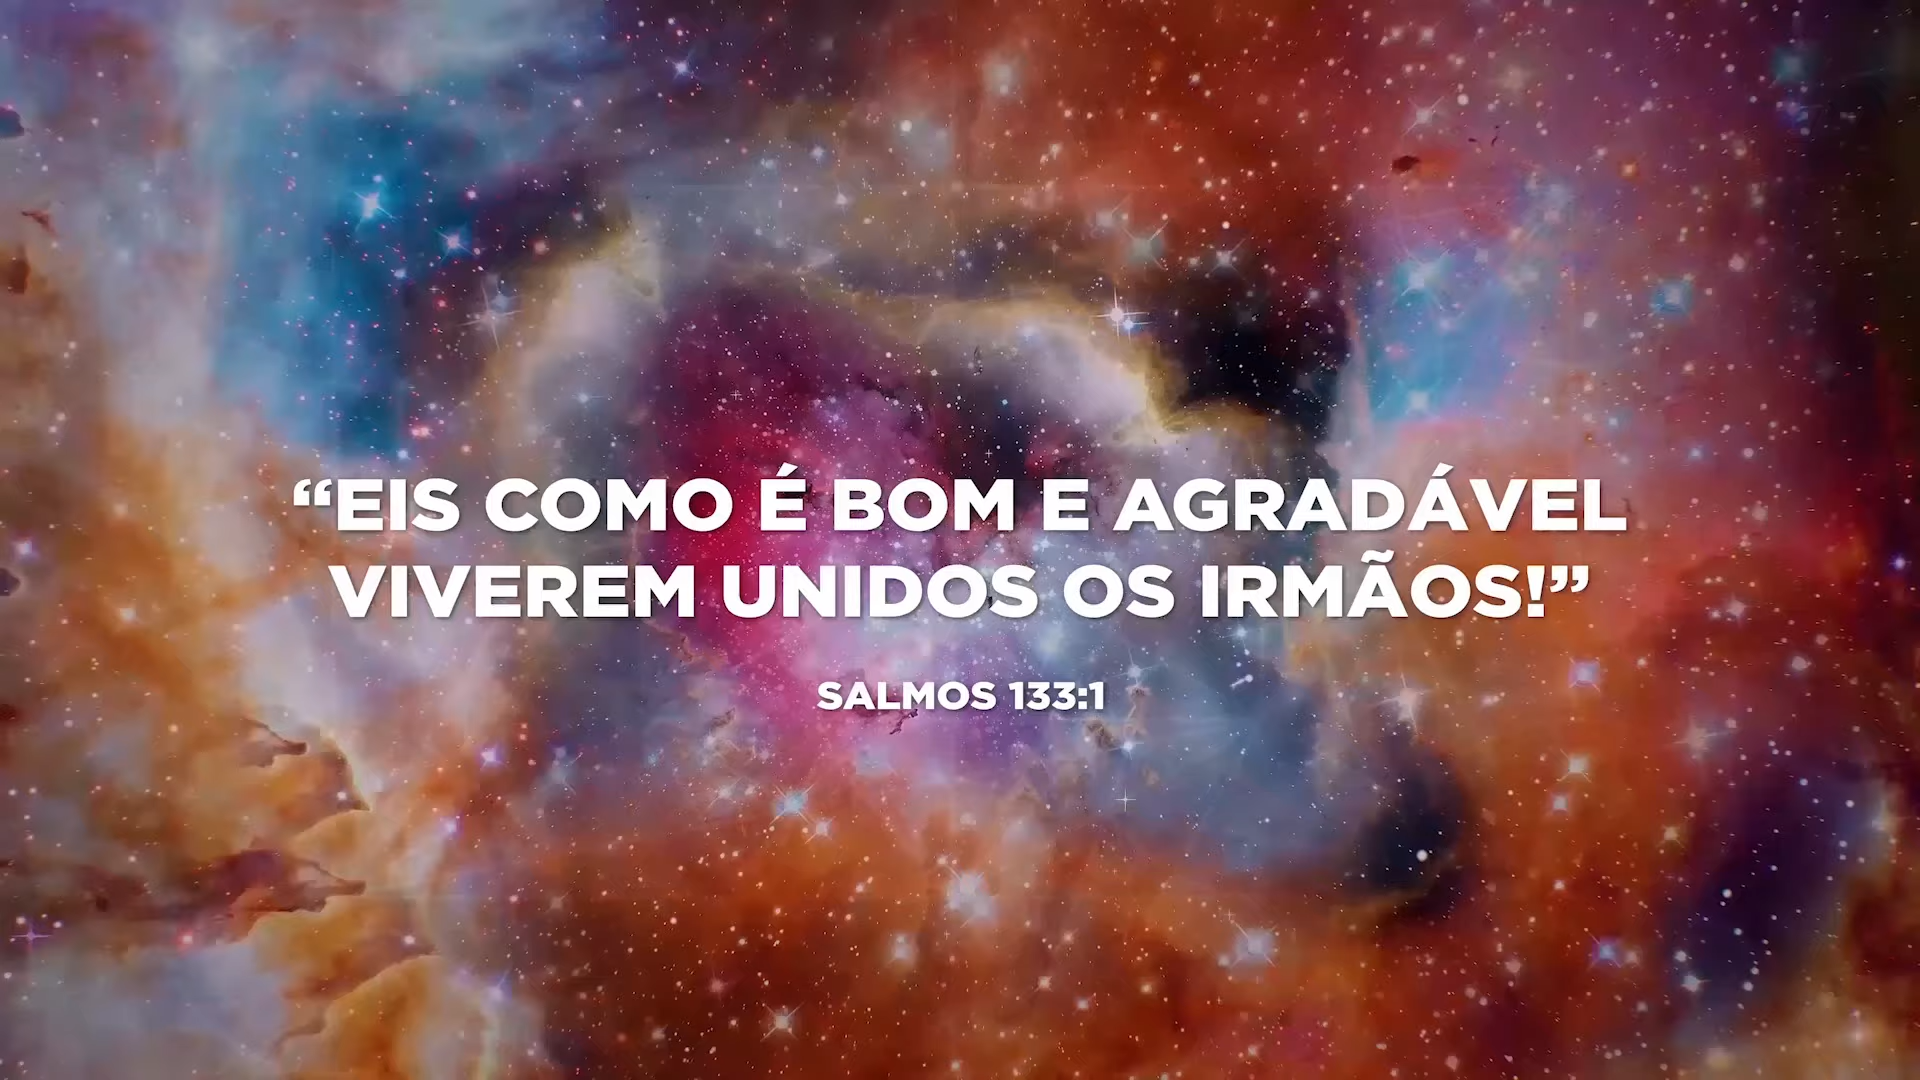 “EIS COMO É BOM E AGRADÁVEL
VIVEREM UNIDOS OS IRMÃOS!”
SALMOS 133:1